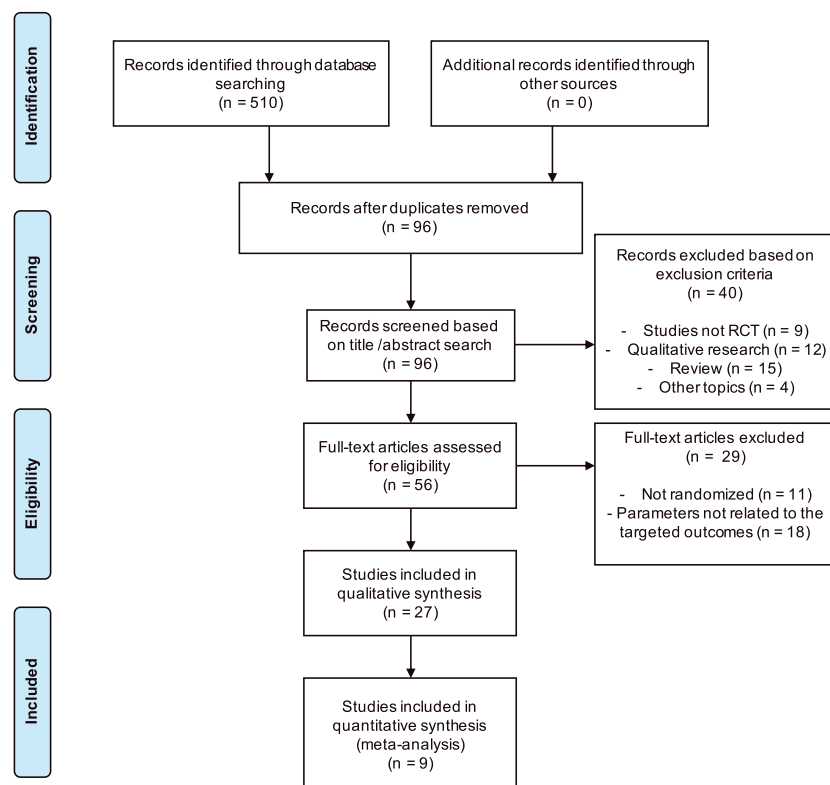 Identification
Records identified through database
searching
(n = 510)
Additional records identified through
other sources
(n = 0)
Records after duplicates removed
(n = 96)
Screening
Records screened based
on title /abstract search
(n = 96)
Records excluded based on
exclusion criteria
(n = 40)
- Studies not RCT (n = 9)
- Qualitative research (n = 12)
- Review (n = 15)
- Other topics (n = 4)
Eligibility
Full-text articles assessed
for eligibility
(n = 56)
Full-text articles excluded
(n = 29)
- Not randomized (n = 11)
- Parameters not related to the
targeted outcomes (n = 18)
Studies included in
qualitative synthesis
(n = 27)
Included
Studies included in
quantitative synthesis
(meta-analysis)
(n = 9)